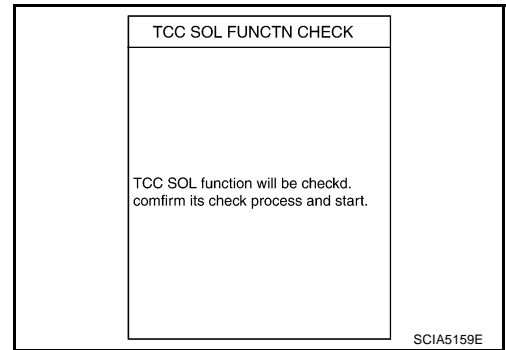 TCC SOL FUNCTN CHECK
TCC SOL function will be checkd.
comfirm its check process and start.
SCIA5159E